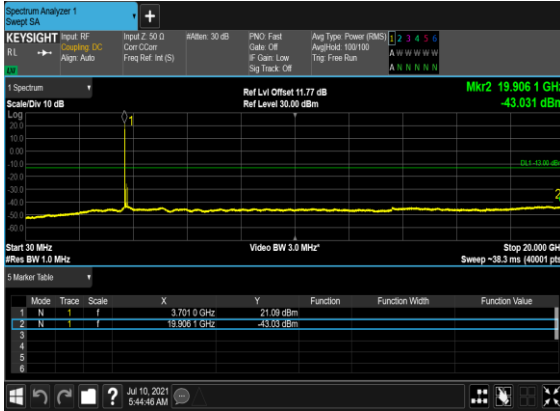 Spectrum Analyzer 1
Swept SA
+
KEYSIGHT
RL
Input: RF
Coupling: DC
Align: Auto
Input Z: 50 Ω
Corr CCorr
Freq Ref: Int (S)
#Atten: 30 dB
PNO: Fast
Gate: Off
IF Gain: Low
Sig Track: Off
Avg Type: Power (RMS)
Avg|Hold: 100/100
Trig: Free Run
1 2 3 4 5 6
A W W W W W
A N N N N N
1 Spectrum
Scale/Div 10 dB
Ref Lvl Offset 11.77 dB
Ref Level 30.00 dBm
Mkr2 19.906 1 GHz
-43.031 dBm
Log
20.0
10.0
0.00
-10.0
-20.0
-30.0
-40.0
-50.0
-60.0
1
DL1 -13.00 dBm
2
Start 30 MHz
#Res BW 1.0 MHz
Video BW 3.0 MHz*
Stop 20.000 GH
Sweep ~38.3 ms (40001 pts
5 Marker Table
Mode Trace Scale X Y Function Function Width Function Value
1 N 1 f 3.701 0 GHz 21.09 dBm
2 N 1 f 19.906 1 GHz -43.03 dBm
3
4
5
6
?
Jul 10, 2021
5:44:46 AM